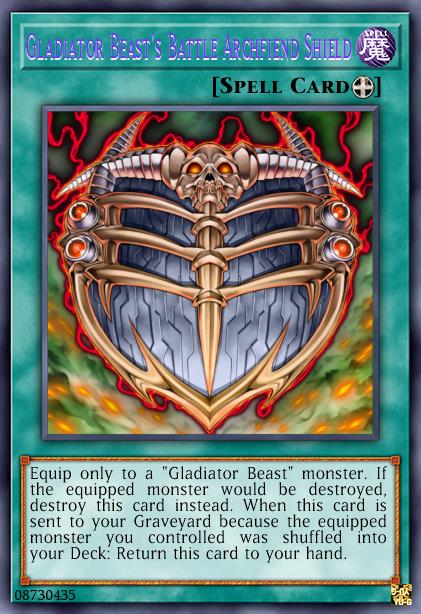 Gladiator Beast's Battle Archfiend Shield
SPELL
魔
[Spell Card]
Equip only to a "Gladiator Beast" monster. If
the equipped monster would be destroyed,
destroy this card instead. When this card is
sent to your Graveyard because the equipped
monster you controlled was shuffled into
your Deck: Return this card to your hand.
08730435